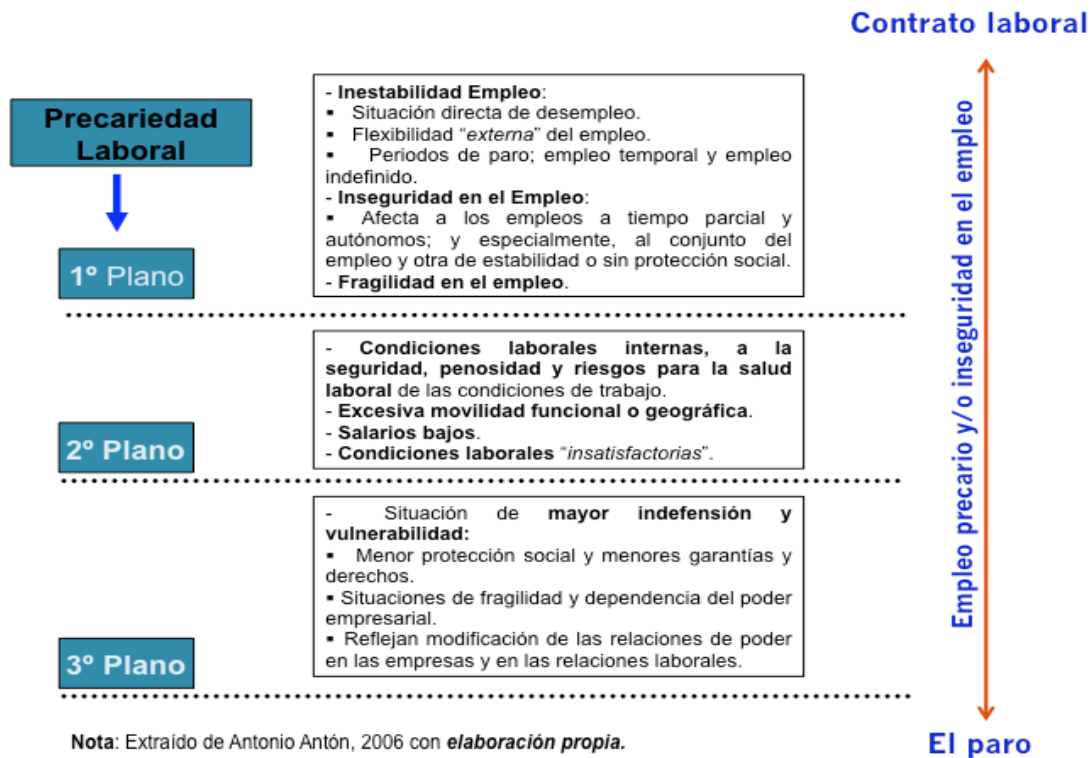 Contrato laboral
Precariedad
Laboral
1º Plano
- Inestabilidad Empleo:
▪ Situación directa de desempleo.
▪ Flexibilidad “externa” del empleo.
▪ Periodos de paro; empleo temporal y empleo
indefinido.
- Inseguridad en el Empleo:
▪ Afecta a los empleos a tiempo parcial y
autónomos; y especialmente, al conjunto del
empleo y otra de estabilidad o sin protección social.
- Fragilidad en el empleo.
2º Plano
- Condiciones laborales internas, a la
seguridad, penosidad y riesgos para la salud
laboral de las condiciones de trabajo.
- Excesiva movilidad funcional o geográfica.
- Salarios bajos.
- Condiciones laborales “insatisfactorias”.
3º Plano
- Situación de mayor indefensión y
vulnerabilidad:
▪ Menor protección social y menores garantías y
derechos.
▪ Situaciones de fragilidad y dependencia del poder
empresarial.
▪ Reflejan modificación de las relaciones de poder
en las empresas y en las relaciones laborales.
Empleo precario y/o inseguridad en el empleo
El paro
Nota: Extraído de Antonio Antón, 2006 con elaboración propia.